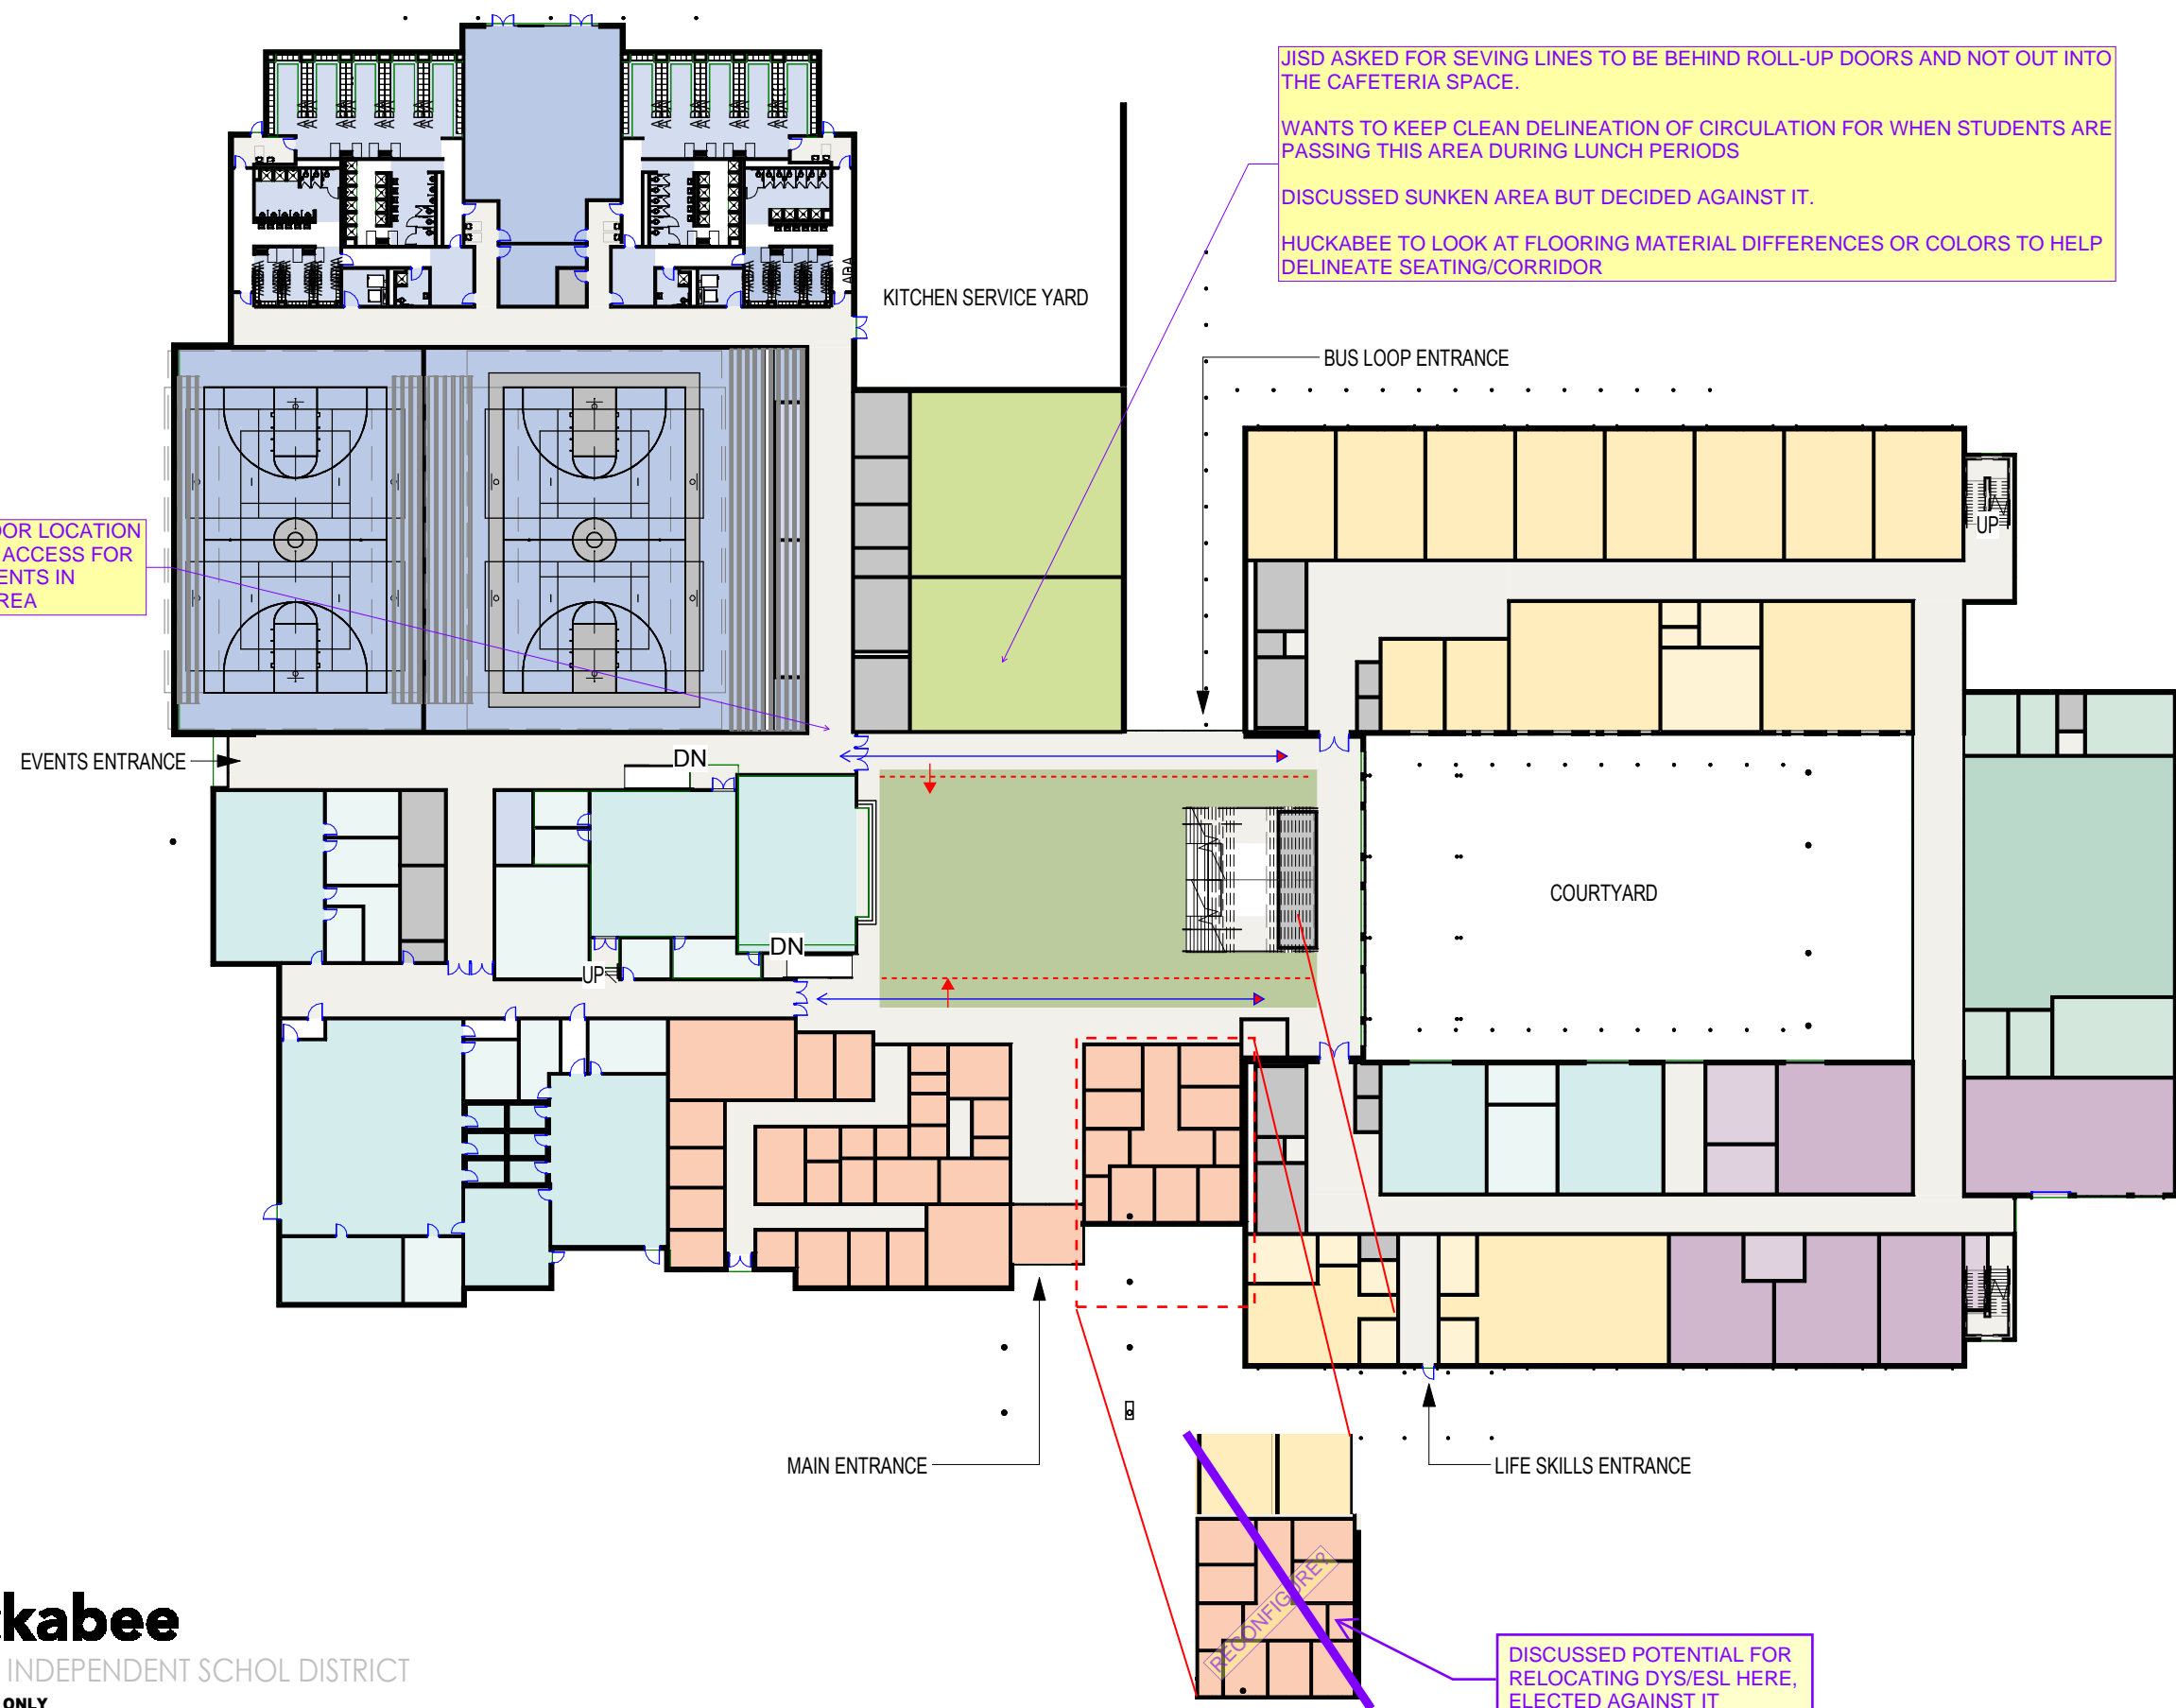 JISD ASKED FOR SEVING LINES TO BE BEHIND ROLL-UP DOORS AND NOT OUT INTO
THE CAFETERIA SPACE.
WANTS TO KEEP CLEAN DELINEATION OF CIRCULATION FOR WHEN STUDENTS ARE
PASSING THIS AREA DURING LUNCH PERIODS
DISCUSSED SUNKEN AREA BUT DECIDED AGAINST IT.
HUCKABEE TO LOOK AT FLOORING MATERIAL DIFFERENCES OR COLORS TO HELP
DELINEATE SEATING/CORRIDOR
KITCHEN SERVICE YARD
BUS LOOP ENTRANCE
UP
OOR LOCATION
ACCESS FOR
ENTS IN
REA
EVENTS ENTRANCE
DN
COURTYARD
DN
UP
MAIN ENTRANCE
LIFE SKILLS ENTRANCE
RECONFIGURE?
kabee
INDEPENDENT SCHOL DISTRICT
ONLY
DISCUSSED POTENTIAL FOR
RELOCATING DYS/ESL HERE,
ELECTED AGAINST IT